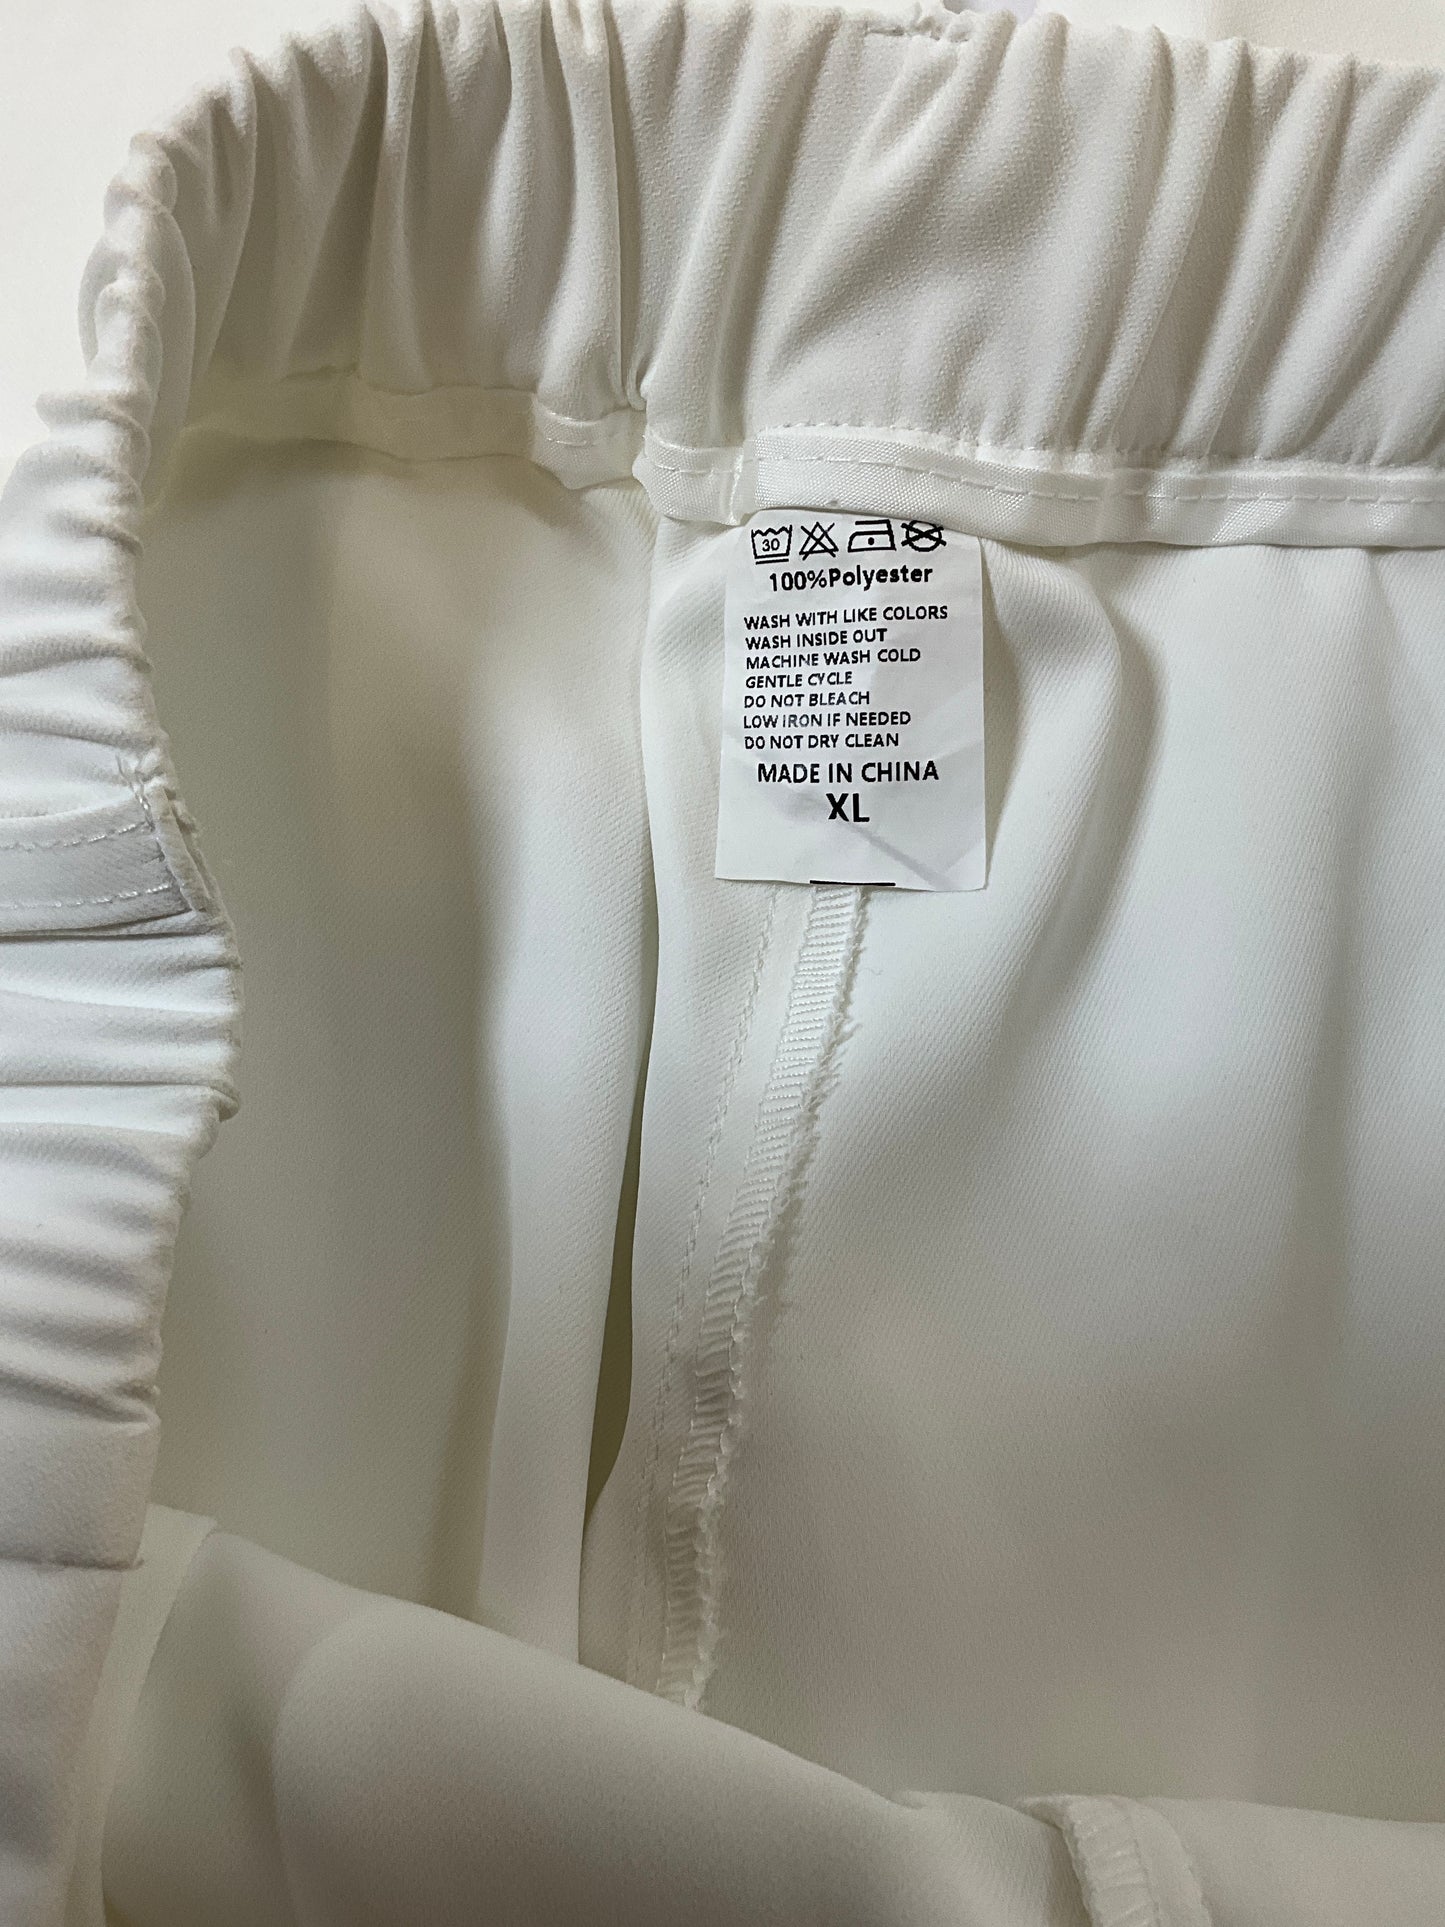 30
100%Polyester
WASH WITH LIKE COLORS
WASH INSIDE OUT
MACHINE WASH COLD
GENTLE CYCLE
DO NOT BLEACH
LOW IRON IF NEEDED
DO NOT DRY CLEAN
MADE IN CHINA
XL